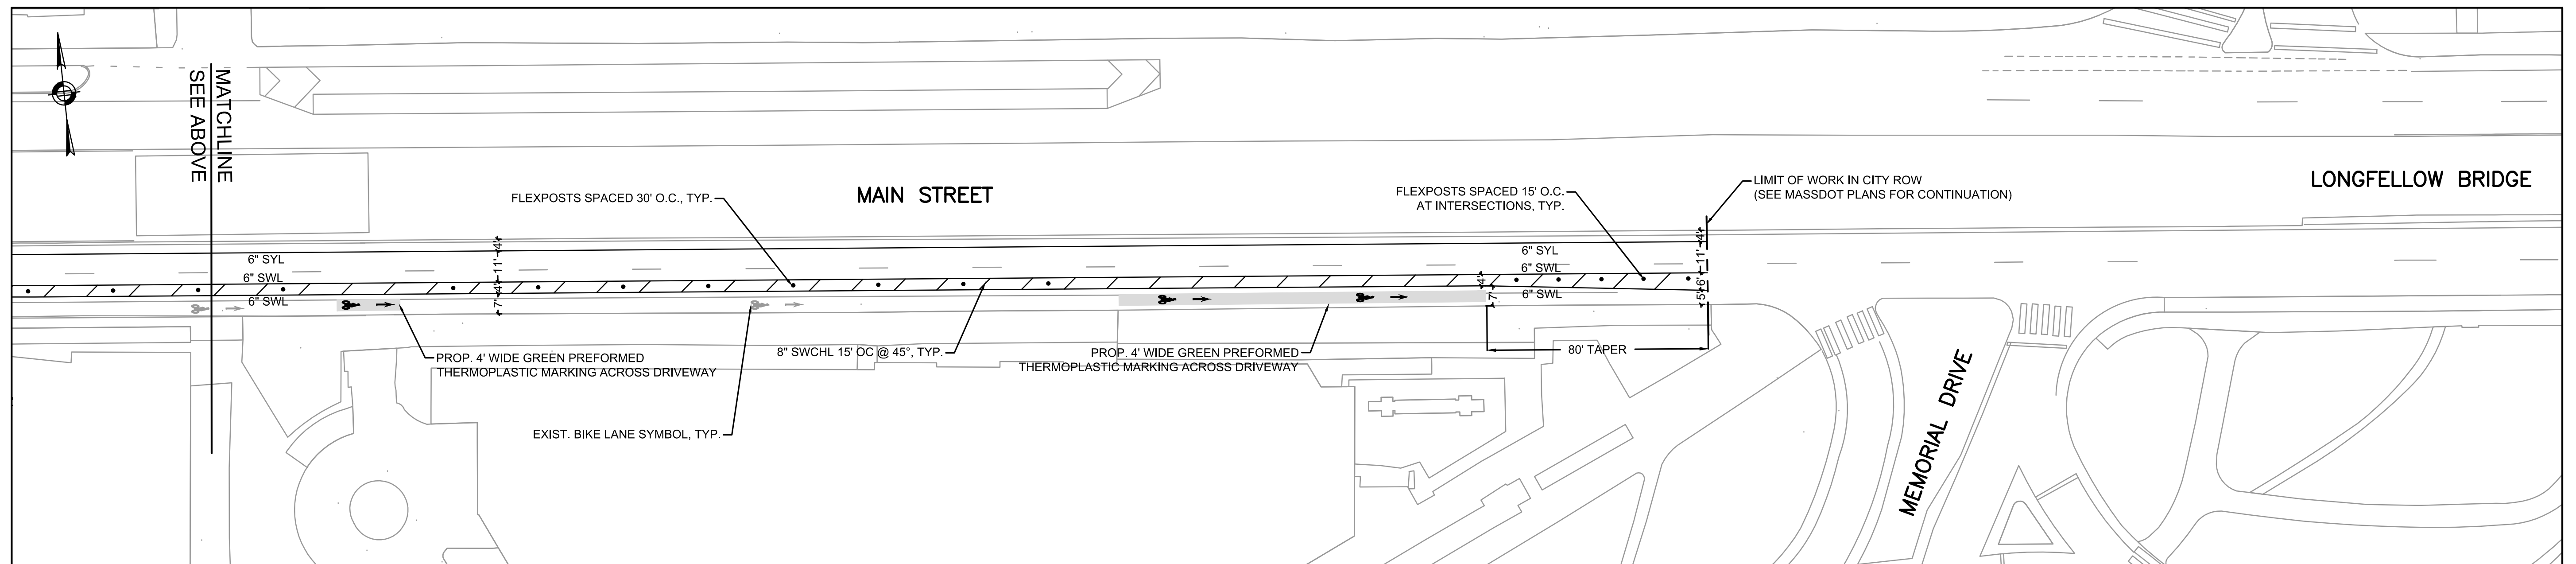 MATCHLINE
SEE ABOVE
FLEXPOSTS SPACED 30' O.C., TYP.
MAIN STREET
FLEXPOSTS SPACED 15' O.C.
AT INTERSECTIONS, TYP.
LIMIT OF WORK IN CITY ROW
(SEE MASSDOT PLANS FOR CONTINUATION)
LONGFELLOW BRIDGE
6" SYL
6" SWL
6" SWL
4'
11'
4'
7'
6" SYL
6" SWL
6" SWL
4'
7'
4'
11'
6'
5'
PROP. 4' WIDE GREEN PREFORMED
THERMOPLASTIC MARKING ACROSS DRIVEWAY
8" SWCHL 15' OC @ 45°, TYP.
PROP. 4' WIDE GREEN PREFORMED
THERMOPLASTIC MARKING ACROSS DRIVEWAY
80' TAPER
EXIST. BIKE LANE SYMBOL, TYP.
MEMORIAL DRIVE